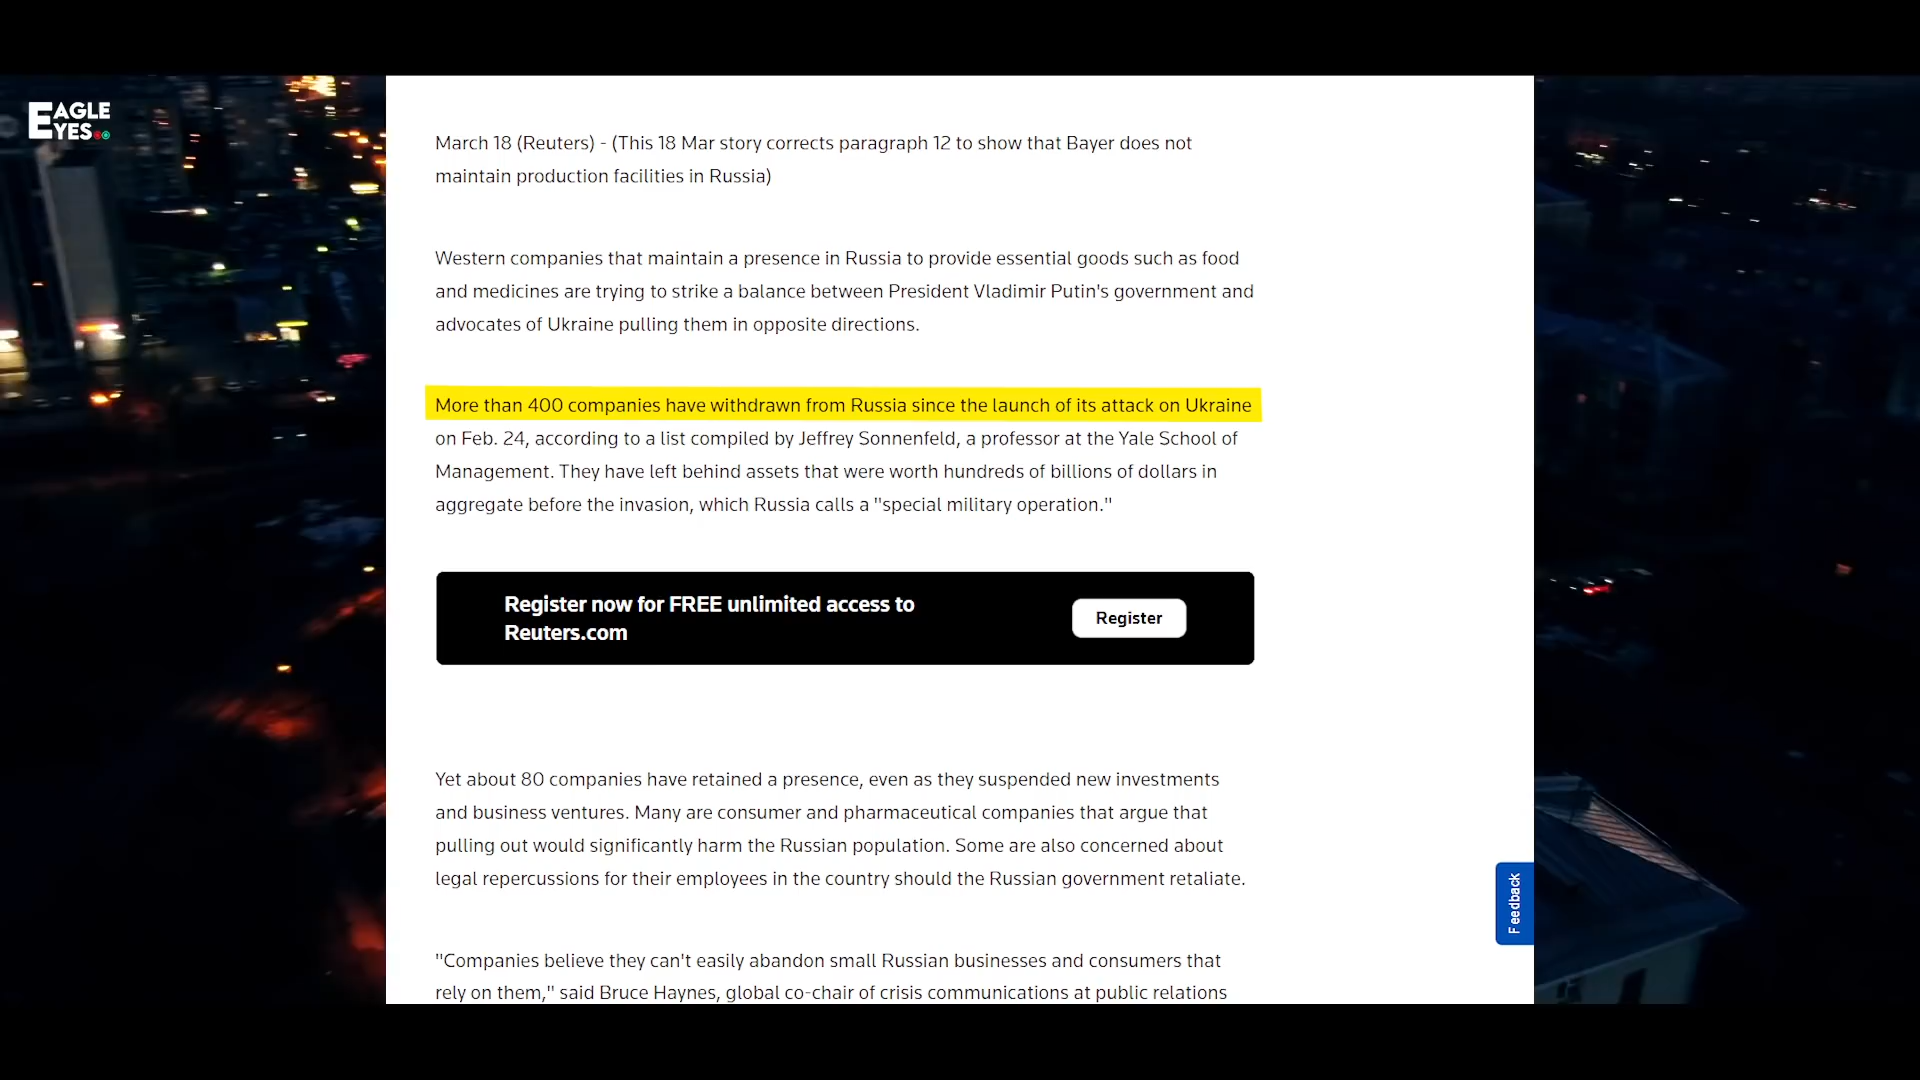 EAGLE
EYES
March 18 (Reuters) - (This 18 Mar story corrects paragraph 12 to show that Bayer does not
maintain production facilities in Russia)
Western companies that maintain a presence in Russia to provide essential goods such as food
and medicines are trying to strike a balance between President Vladimir Putin's government and
advocates of Ukraine pulling them in opposite directions.
More than 400 companies have withdrawn from Russia since the launch of its attack on Ukraine
on Feb. 24, according to a list compiled by Jeffrey Sonnenfeld, a professor at the Yale School of
Management. They have left behind assets that were worth hundreds of billions of dollars in
aggregate before the invasion, which Russia calls a "special military operation."
Register now for FREE unlimited access to
Reuters.com
Register
Yet about 80 companies have retained a presence, even as they suspended new investments
and business ventures. Many are consumer and pharmaceutical companies that argue that
pulling out would significantly harm the Russian population. Some are also concerned about
legal repercussions for their employees in the country should the Russian government retaliate.
Feedback
"Companies believe they can't easily abandon small Russian businesses and consumers that
rely on them," said Bruce Haynes, global co-chair of crisis communications at public relations